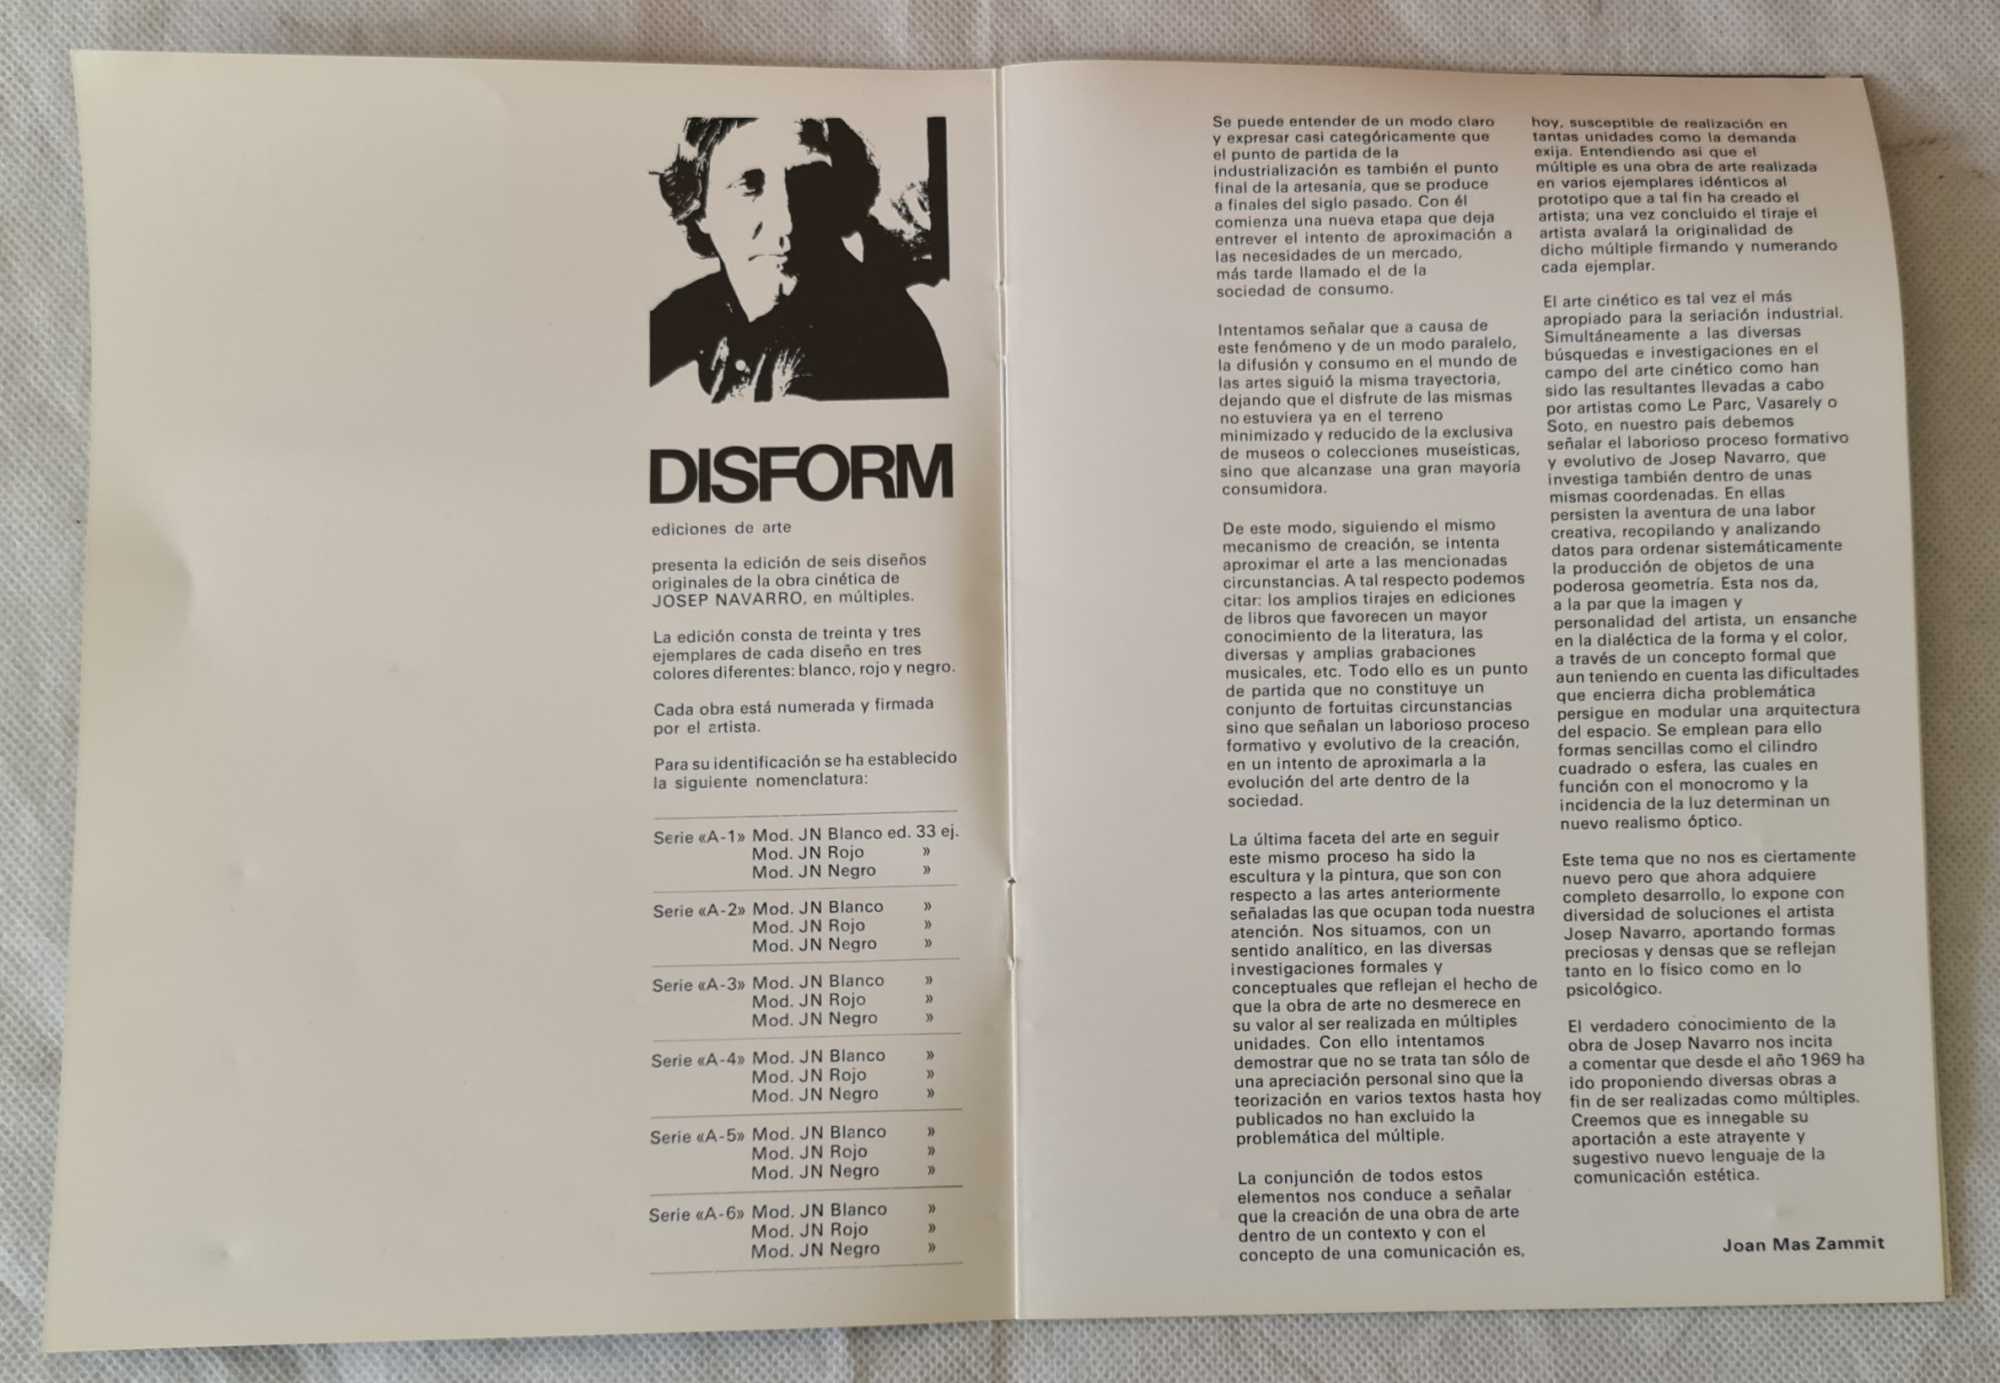 DISFORM
ediciones de arte
presenta la edición de seis diseños
originales de la obra cinética de
JOSEP NAVARRO, en múltiples.
La edición consta de treinta y tres
ejemplares de cada diseño en tres
colores diferentes: blanco, rojo y negro.
Cada obra está numerada y firmada
por el artista.
Para su identificación se ha establecido
la siguiente nomenclatura:
Serie «A-1» Mod. JN Blanco ed. 33 ej.
Mod. JN Rojo »
Mod. JN Negro »
Serie «A-2» Mod. JN Blanco »
Mod. JN Rojo »
Mod. JN Negro »
Serie «A-3» Mod. JN Blanco »
Mod. JN Rojo »
Mod. JN Negro »
Serie «A-4» Mod. JN Blanco »
Mod. JN Rojo »
Mod. JN Negro »
Serie «A-5» Mod. JN Blanco »
Mod. JN Rojo »
Mod. JN Negro »
Serie «A-6» Mod. JN Blanco »
Mod. JN Rojo »
Mod. JN Negro »
Se puede entender de un modo claro
y expresar casi categóricamente que
el punto de partida de la
industrialización es también el punto
final de la artesanía, que se produce
a finales del siglo pasado. Con él
comienza una nueva etapa que deja
entrever el intento de aproximación a
las necesidades de un mercado,
más tarde llamado el de la
sociedad de consumo.
Intentamos señalar que a causa de
este fenómeno y de un modo paralelo,
la difusión y consumo en el mundo de
las artes siguió la misma trayectoria,
dejando que el disfrute de las mismas
no estuviera ya en el terreno
minimizado y reducido de la exclusiva
de museos o colecciones museísticas,
sino que alcanzase una gran mayoría
consumidora.
De este modo, siguiendo el mismo
mecanismo de creación, se intenta
aproximar el arte a las mencionadas
circunstancias. A tal respecto podemos
citar: los amplios tirajes en ediciones
de libros que favorecen un mayor
conocimiento de la literatura, las
diversas y amplias grabaciones
musicales, etc. Todo ello es un punto
de partida que no constituye un
conjunto de fortuitas circunstancias
sino que señalan un laborioso proceso
formativo y evolutivo de la creación,
en un intento de aproximarla a la
evolución del arte dentro de la
sociedad.
La última faceta del arte en seguir
este mismo proceso ha sido la
escultura y la pintura, que son con
respecto a las artes anteriormente
señaladas las que ocupan toda nuestra
atención. Nos situamos, con un
sentido analítico, en las diversas
investigaciones formales y
conceptuales que reflejan el hecho de
que la obra de arte no desmerece en
su valor al ser realizada en múltiples
unidades. Con ello intentamos
demostrar que no se trata tan sólo de
una apreciación personal sino que la
teorización en varios textos hasta hoy
publicados no han excluido la
problemática del múltiple.
La conjunción de todos estos
elementos nos conduce a señalar
que la creación de una obra de arte
dentro de un contexto y con el
concepto de una comunicación es,
hoy, susceptible de realización en
tantas unidades como la demanda
exija. Entendiendo así que el
múltiple es una obra de arte realizada
en varios ejemplares idénticos al
prototipo que a tal fin ha creado el
artista; una vez concluido el tiraje el
artista avalará la originalidad de
dicho múltiple firmando y numerando
cada ejemplar.
El arte cinético es tal vez el más
apropiado para la seriación industrial.
Simultáneamente a las diversas
búsquedas e investigaciones en el
campo del arte cinético como han
sido las resultantes llevadas a cabo
por artistas como Le Parc, Vasarely o
Soto, en nuestro país debemos
señalar el laborioso proceso formativo
y evolutivo de Josep Navarro, que
investiga también dentro de unas
mismas coordenadas. En ellas
persisten la aventura de una labor
creativa, recopilando y analizando
datos para ordenar sistemáticamente
la producción de objetos de una
poderosa geometría. Esta nos da,
a la par que la imagen y
personalidad del artista, un ensanche
en la dialéctica de la forma y el color,
a través de un concepto formal que
aun teniendo en cuenta las dificultades
que encierra dicha problemática
persigue en modular una arquitectura
del espacio. Se emplean para ello
formas sencillas como el cilindro
cuadrado o esfera, las cuales en
función con el monocromo y la
incidencia de la luz determinan un
nuevo realismo óptico.
Este tema que no nos es ciertamente
nuevo pero que ahora adquiere
completo desarrollo, lo expone con
diversidad de soluciones el artista
Josep Navarro, aportando formas
preciosas y densas que se reflejan
tanto en lo físico como en lo
psicológico.
El verdadero conocimiento de la
obra de Josep Navarro nos incita
a comentar que desde el año 1969 ha
ido proponiendo diversas obras a
fin de ser realizadas como múltiples.
Creemos que es innegable su
aportación a este atrayente y
sugestivo nuevo lenguaje de la
comunicación estética.
Joan Mas Zammit